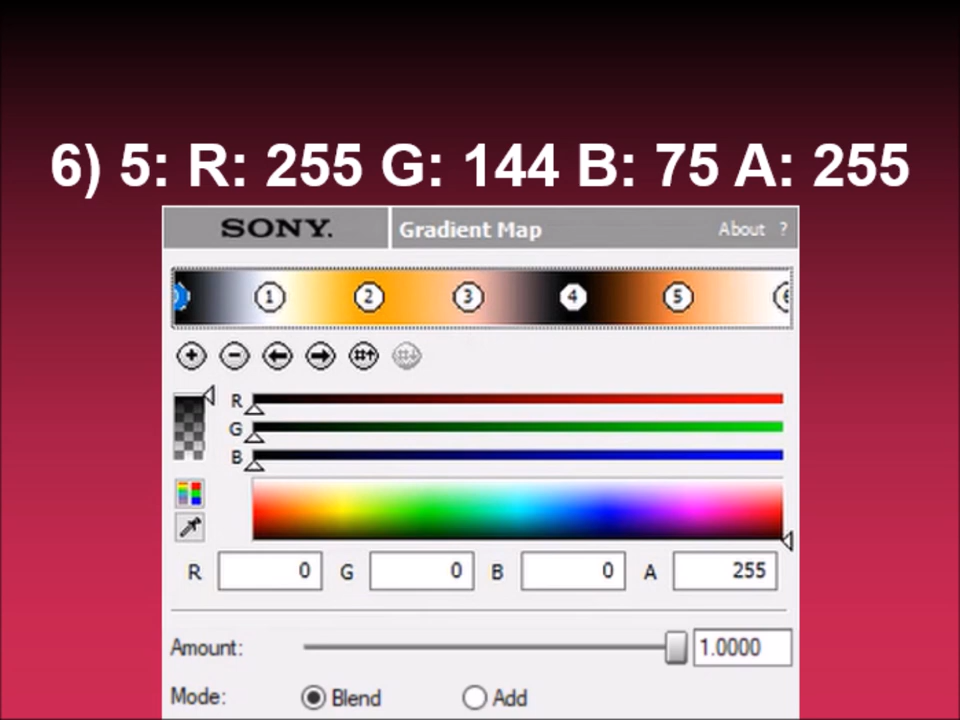 6) 5: R: 255 G: 144 B: 75 A: 255
SONY. Gradient Map About ?
1 2 3 4 5 6
R
G
B
R 0 G 0 B 0 A 255
Amount: 1.0000
Mode: Blend Add